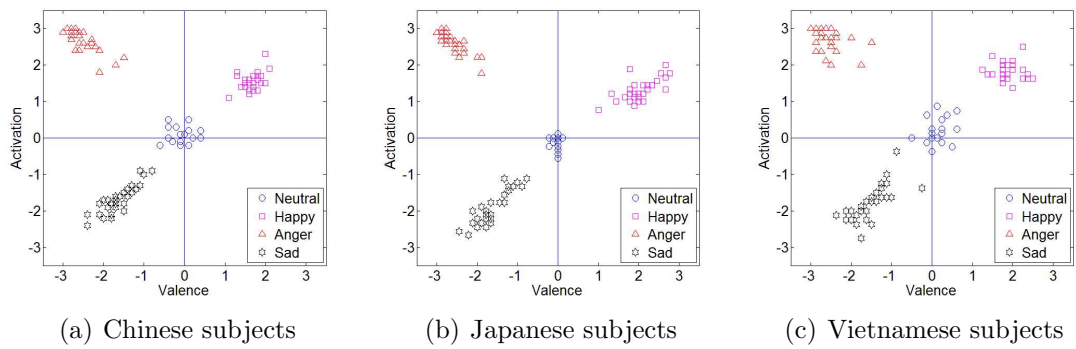 3
2
1
0
-1
-2
-3
Activation
-3 -2 -1 0 1 2 3
Valence
Neutral
Happy
Anger
Sad
(a) Chinese subjects
3
2
1
0
-1
-2
-3
Activation
-3 -2 -1 0 1 2 3
Valence
Neutral
Happy
Anger
Sad
(b) Japanese subjects
3
2
1
0
-1
-2
-3
Activation
-3 -2 -1 0 1 2 3
Valence
Neutral
Happy
Anger
Sad
(c) Vietnamese subjects